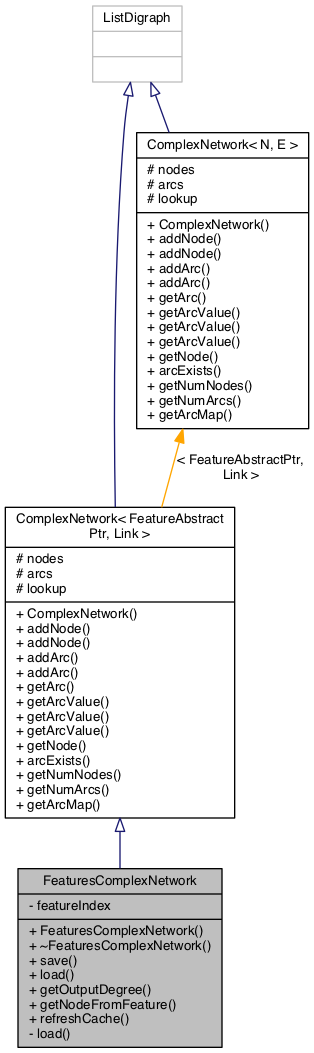 ListDigraph
ComplexNetwork< N, E >
# nodes
# arcs
# lookup
+ ComplexNetwork()
+ addNode()
+ addNode()
+ addArc()
+ addArc()
+ getArc()
+ getArcValue()
+ getArcValue()
+ getArcValue()
+ getNode()
+ arcExists()
+ getNumNodes()
+ getNumArcs()
+ getArcMap()
< FeatureAbstractPtr,
Link >
ComplexNetwork< FeatureAbstract
Ptr, Link >
# nodes
# arcs
# lookup
+ ComplexNetwork()
+ addNode()
+ addNode()
+ addArc()
+ addArc()
+ getArc()
+ getArcValue()
+ getArcValue()
+ getArcValue()
+ getNode()
+ arcExists()
+ getNumNodes()
+ getNumArcs()
+ getArcMap()
FeaturesComplexNetwork
- featureIndex
+ FeaturesComplexNetwork()
+ ~FeaturesComplexNetwork()
+ save()
+ load()
+ getOutputDegree()
+ getNodeFromFeature()
+ refreshCache()
- load()